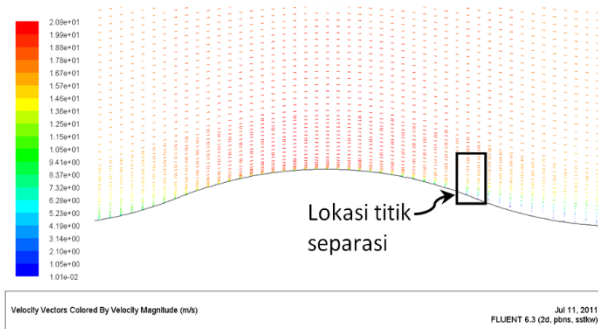 2.09e+01
1.99e+01
1.88e+01
1.78e+01
1.67e+01
1.57e+01
1.46e+01
1.36e+01
1.25e+01
1.15e+01
1.05e+01
9.41e+00
8.37e+00
7.32e+00
6.28e+00
5.23e+00
4.19e+00
3.14e+00
2.10e+00
1.05e+00
1.01e-02
Lokasi titik
separasi
Velocity Vectors Colored By Velocity Magnitude (m/s)
Jul 11, 2011
FLUENT 6.3 (2d, pbns, sstkw)